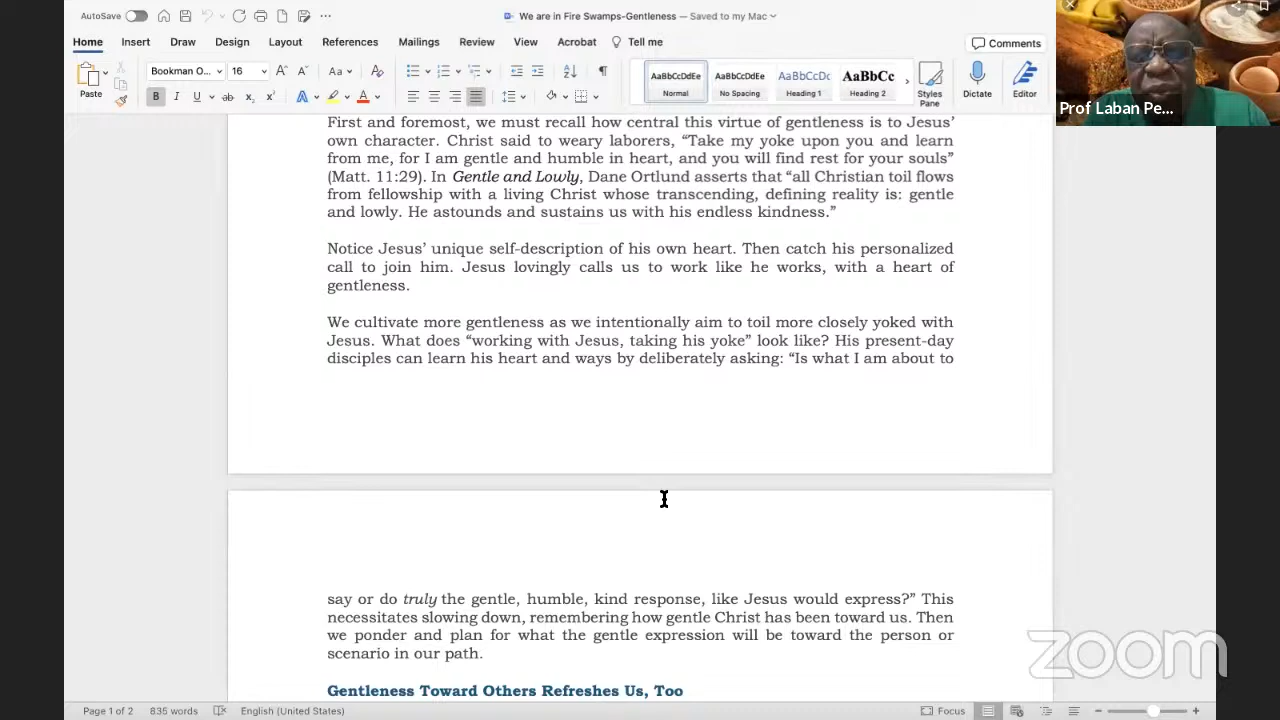 AutoSave
We are in Fire Swamps-Gentleness — Saved to my Mac
Home Insert Draw Design Layout References Mailings Review View Acrobat Tell me
Comments
Paste
Bookman O... 16
AaBbCcDdEe
Normal
AaBbCcDdEe
No Spacing
AaBbCcDc
Heading 1
AaBbCc
Heading 2
Styles
Pane
Dictate
Editor
Prof Laban Pe...
First nd foremost, we must recall how central this virtue of gentleness is to Jesus’
own character. Christ said to weary laborers, “Take my yoke upon you and learn
from me, for I am gentle and humble in heart, and you will find rest for your souls”
(Matt. 11:29). In Gentle and Lowly, Dane Ortlund asserts that “all Christian toil flows
from fellowship with a living Christ whose transcending, defining reality is: gentle
and lowly. He astounds and sustains us with his endless kindness.”
Notice Jesus’ unique self-description of his own heart. Then catch his personalized
call to join him. Jesus lovingly calls us to work like he works, with a heart of
gentleness.
We cultivate more gentleness as we intentionally aim to toil more closely yoked with
Jesus. What does “working with Jesus, taking his yoke” look like? His present-day
disciples can learn his heart and ways by deliberately asking: “Is what I am about to
say or do truly the gentle, humble, kind response, like Jesus would express?” This
necessitates slowing down, remembering how gentle Christ has been toward us. Then
we ponder and plan for what the gentle expression will be toward the person or
scenario in our path.
Gentleness Toward Others Refreshes Us, Too
zoom
Page 1 of 2 835 words English (United States) Focus